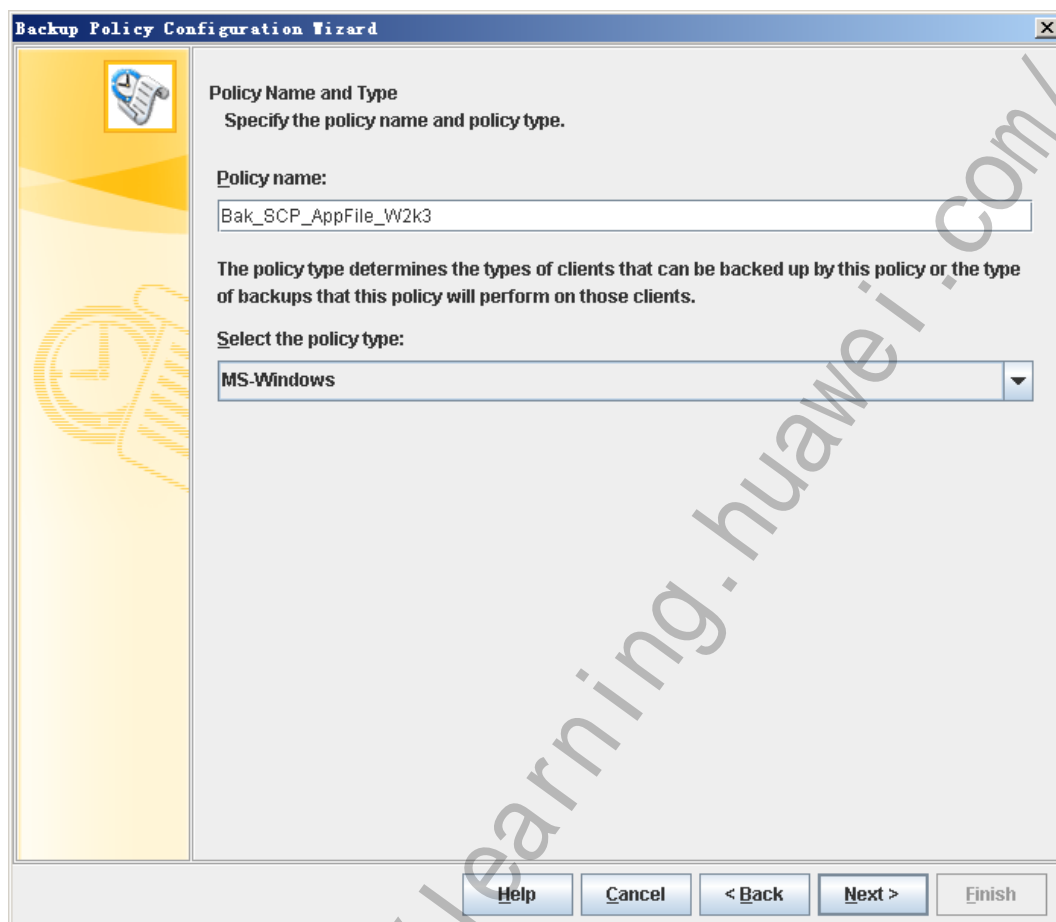 Backup Policy Configuration Wizard
Policy Name and Type
Specify the policy name and policy type.
Policy name:
Bak_SCP_AppFile_W2k3
The policy type determines the types of clients that can be backed up by this policy or the type
of backups that this policy will perform on those clients.
Select the policy type:
MS-Windows
Help
Cancel
< Back
Next >
Finish
learning.huawei.com/